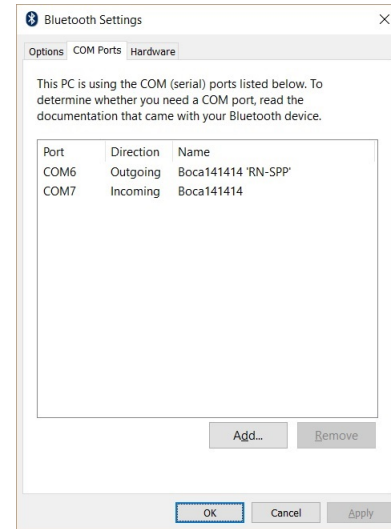 Bluetooth Settings
Options COM Ports Hardware
This PC is using the COM (serial) ports listed below. To
determine whether you need a COM port, read the
documentation that came with your Bluetooth device.
Port Direction Name
COM6 Outgoing Boca141414 'RN-SPP'
COM7 Incoming Boca141414
Add... Remove
OK Cancel Apply